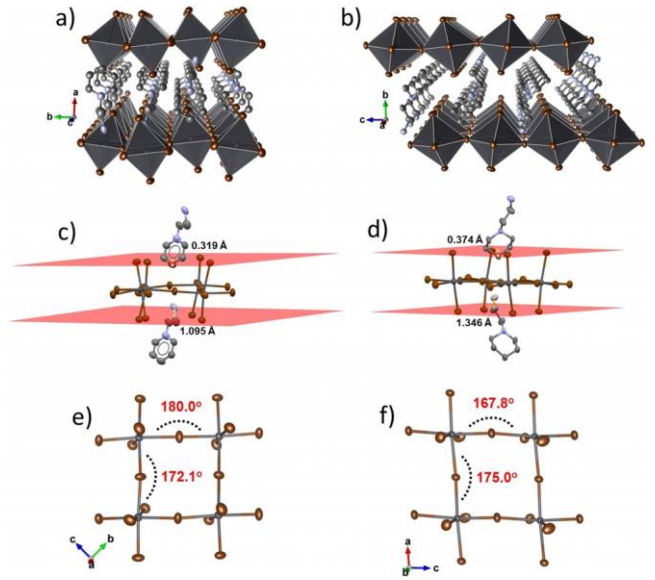 a)
b)
a
b
c
b
c
a
c)
0.319 Å
1.095 Å
d)
0.374 Å
1.346 Å
e)
180.0°
172.1°
c
b
a
f)
167.8°
175.0°
a
b
c